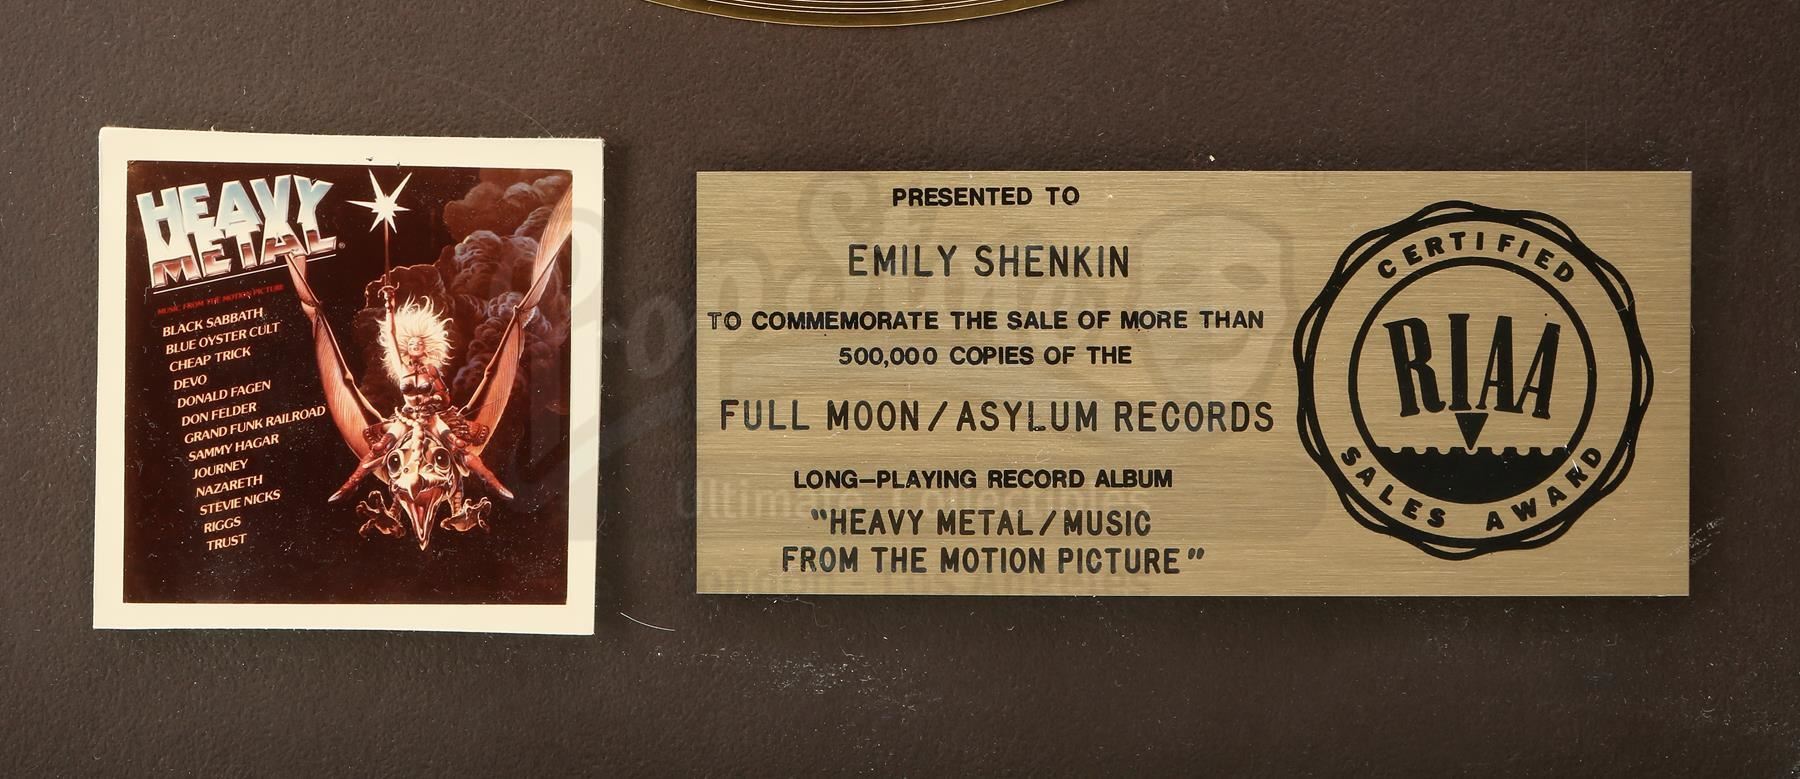 HEAVY
METAL
MUSIC FROM THE MOTION PICTURE
BLACK SABBATH
BLUE OYSTER CULT
CHEAP TRICK
DEVO
DONALD FAGEN
DON FELDER
GRAND FUNK RAILROAD
SAMMY HAGAR
JOURNEY
NAZARETH
STEVIE NICKS
RIGGS
TRUST
PRESENTED TO
EMILY SHENKIN
TO COMMEMORATE THE SALE OF MORE THAN
500,000 COPIES OF THE
FULL MOON/ASYLUM RECORDS
LONG-PLAYING RECORD ALBUM
"HEAVY METAL/MUSIC
FROM THE MOTION PICTURE"
CERTIFIED
RIAA
SALES AWARD
Propstore
Ultimate Collectibles